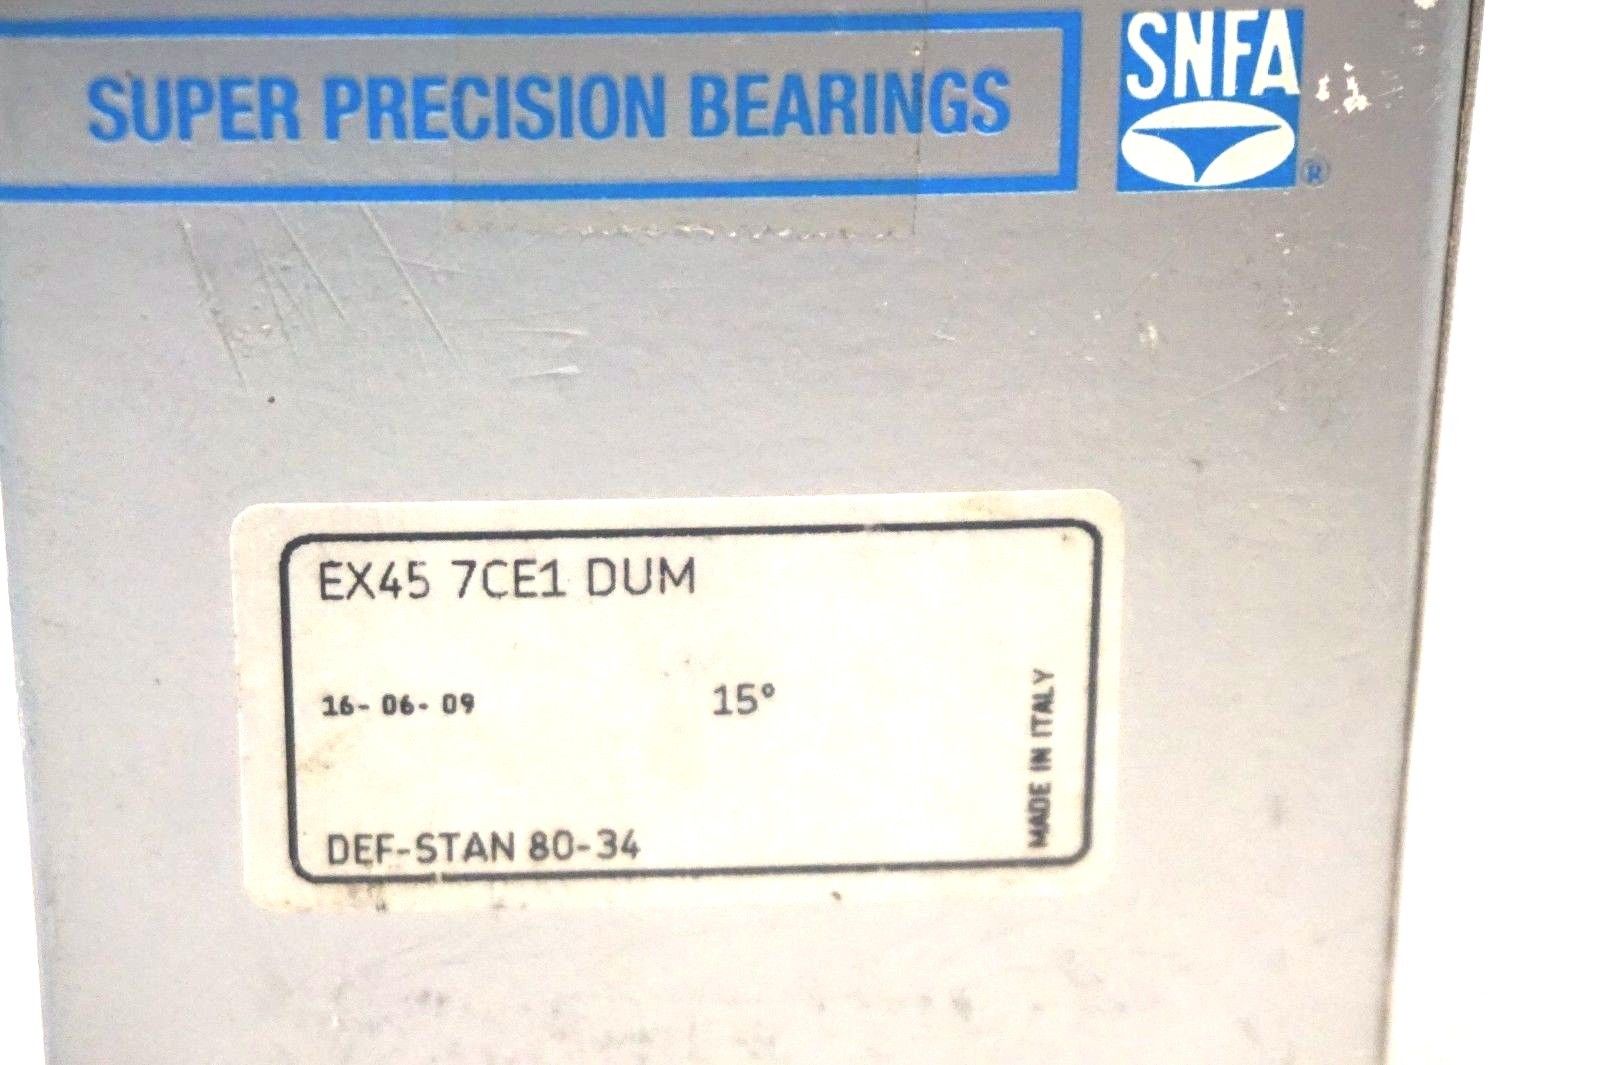 SUPER PRECISION BEARINGS
SNFA
®
EX45 7CE1 DUM
16-06-09 15°
MADE IN ITALY
DEF-STAN 80-34